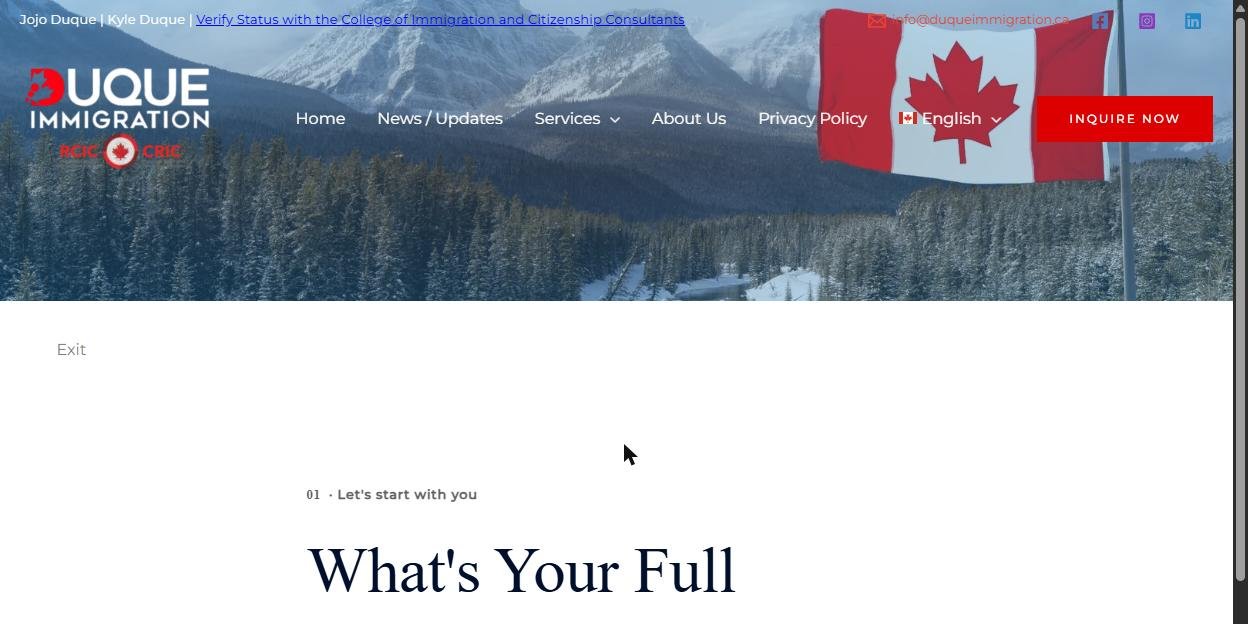 Jojo Duque | Kyle Duque | Verify Status with the College of Immigration and Citizenship Consultants
info@duqueimmigration.ca
DUQUE
IMMIGRATION
RCIC CRIC
Home
News / Updates
Services
About Us
Privacy Policy
English
INQUIRE NOW
Exit
01 · Let's start with you
What's Your Full